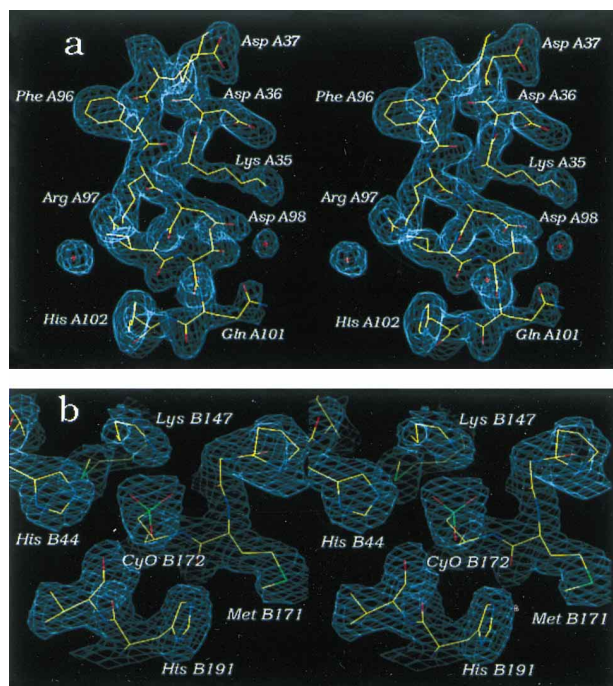 a
Asp A37
Asp A37
Phe A96
Asp A36
Phe A96
Asp A36
Lys A35
Lys A35
Arg A97
Asp A98
Arg A97
Asp A98
His A102
Gln A101
His A102
Gln A101
b
Lys B147
Lys B147
His B44
His B44
CyO B172
CyO B172
Met B171
Met B171
His B191
His B191